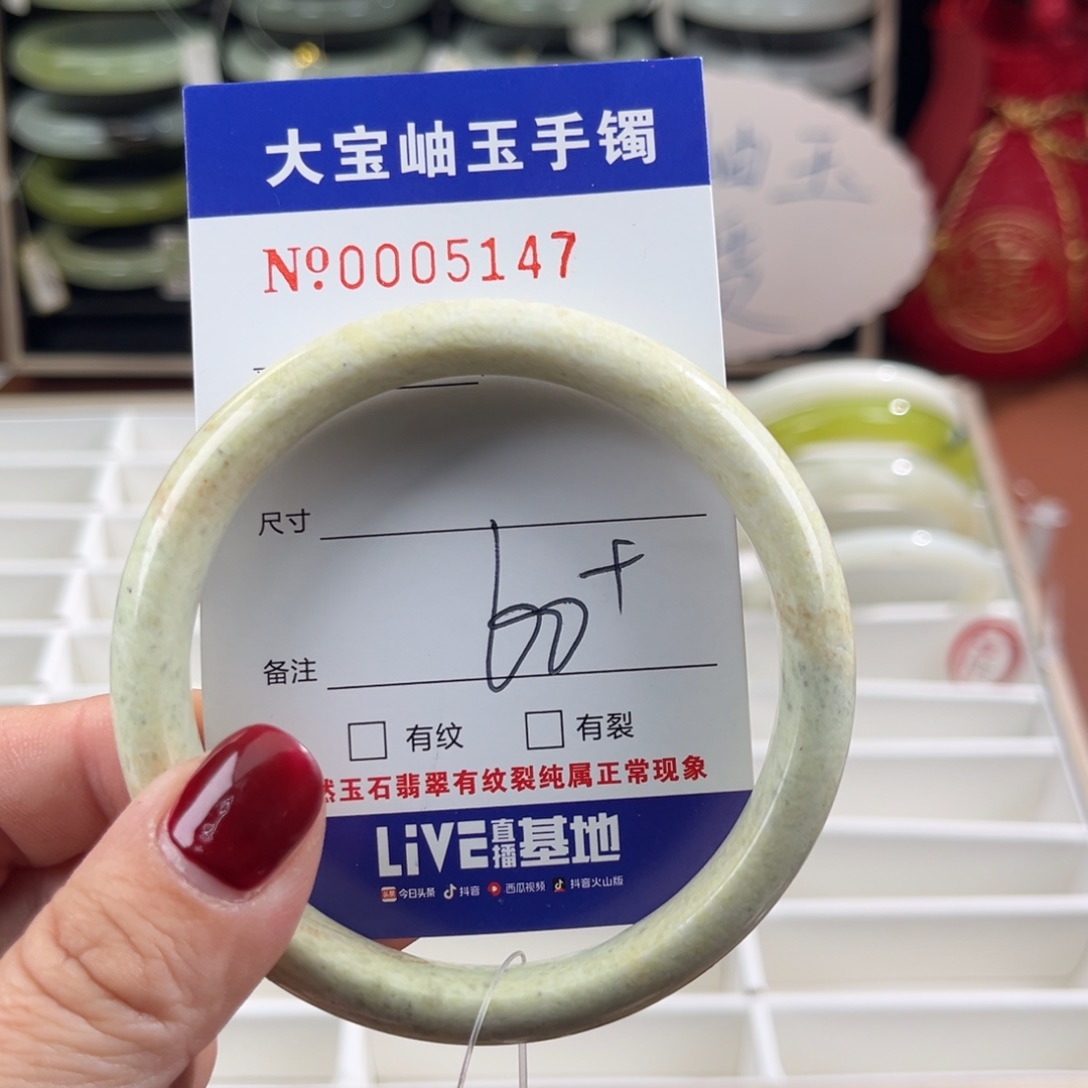 大宝岫玉手镯
№0005147
尺寸
60+
备注
有纹 有裂
然玉石翡翠有纹裂纯属正常现象
LiVE直播基地
今日头条 抖音 西瓜视频 抖音火山版
岫玉